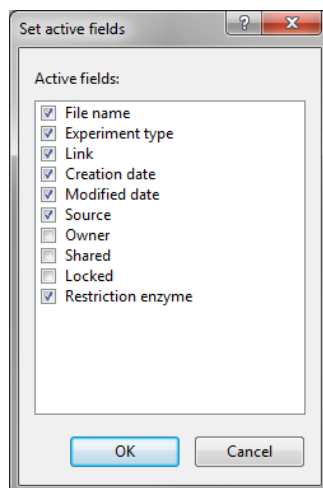 Set active fields
?
Active fields:
File name
Experiment type
Link
Creation date
Modified date
Source
Owner
Shared
Locked
Restriction enzyme
OK Cancel